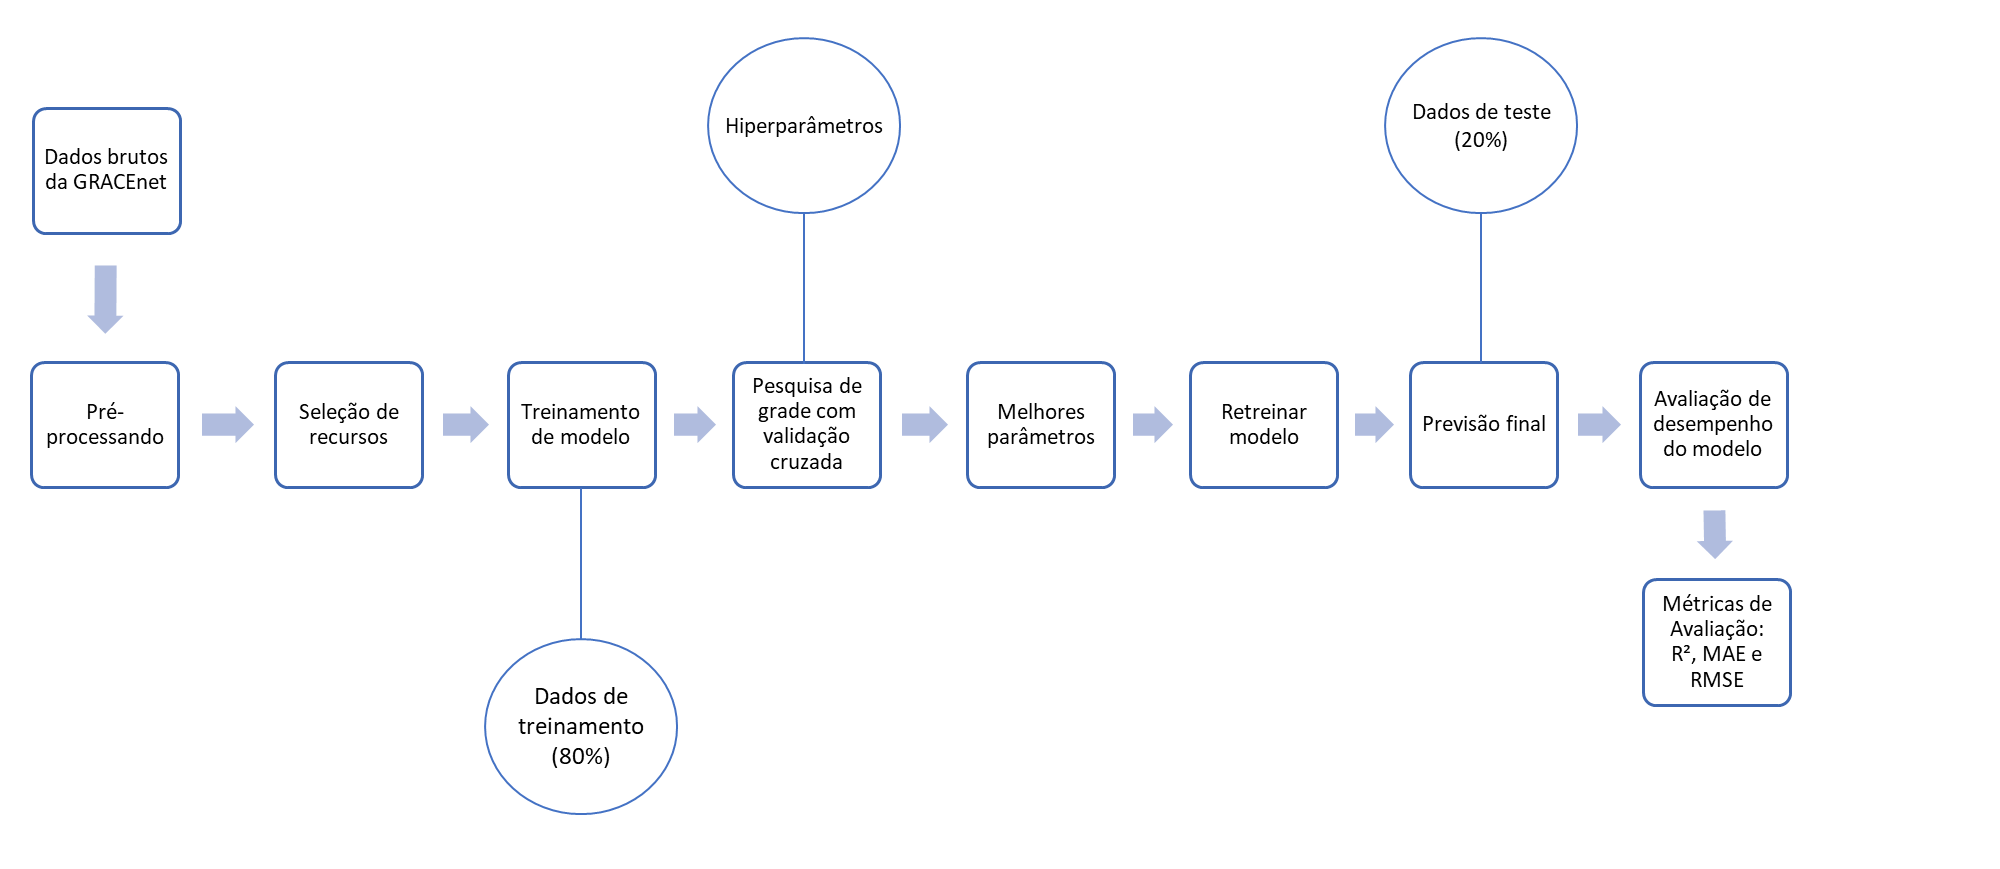 Hiperparâmetros
Dados de teste
(20%)
Dados brutos
da GRACEnet
Pré-
processando
Seleção de
recursos
Treinamento
de modelo
Pesquisa de
grade com
validação
cruzada
Melhores
parâmetros
Retreinar
modelo
Previsão final
Avaliação de
desempenho
do modelo
Métricas de
Avaliação:
R², MAE e
RMSE
Dados de
treinamento
(80%)